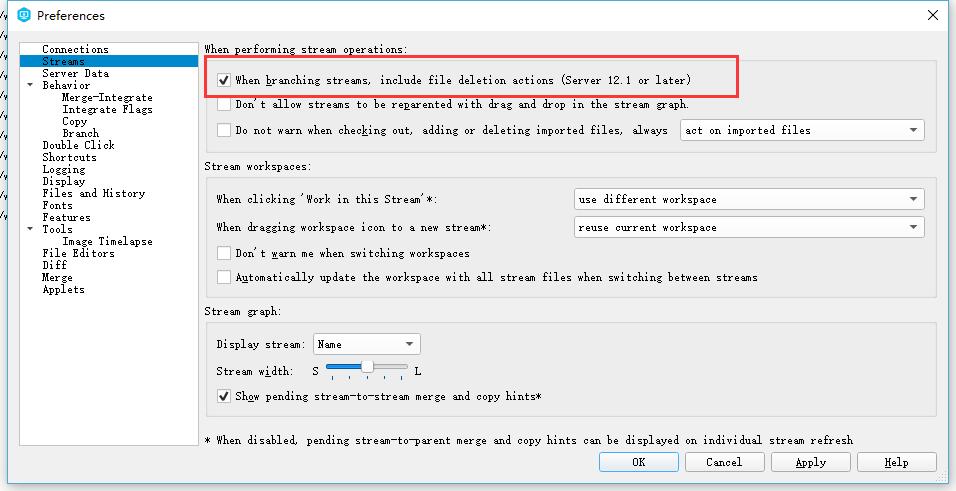 Preferences
Connections
Streams
Server Data
Behavior
Merge-Integrate
Integrate Flags
Copy
Branch
Double Click
Shortcuts
Logging
Display
Files and History
Fonts
Features
Tools
Image Timelapse
File Editors
Diff
Merge
Applets
When performing stream operations:
When branching streams, include file deletion actions (Server 12.1 or later)
Don't allow streams to be reparented with drag and drop in the stream graph.
Do not warn when checking out, adding or deleting imported files, always act on imported files
Stream workspaces:
When clicking 'Work in this Stream'*: use different workspace
When dragging workspace icon to a new stream*: reuse current workspace
Don't warn me when switching workspaces
Automatically update the workspace with all stream files when switching between streams
Stream graph:
Display stream: Name
Stream width: S L
Show pending stream-to-stream merge and copy hints*
* When disabled, pending stream-to-parent merge and copy hints can be displayed on individual stream refresh
OK Cancel Apply Help